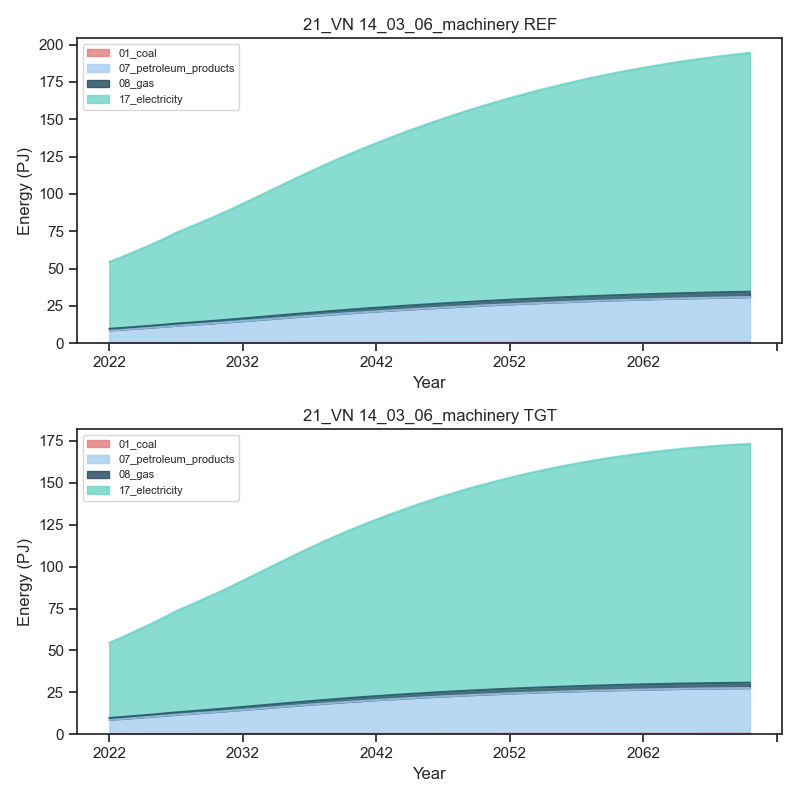 21_VN 14_03_06_machinery REF
01_coal
07_petroleum_products
08_gas
17_electricity
200
175
150
125
100
75
50
25
0
Energy (PJ)
2022 2032 2042 2052 2062
Year
21_VN 14_03_06_machinery TGT
01_coal
07_petroleum_products
08_gas
17_electricity
175
150
125
100
75
50
25
0
Energy (PJ)
2022 2032 2042 2052 2062
Year